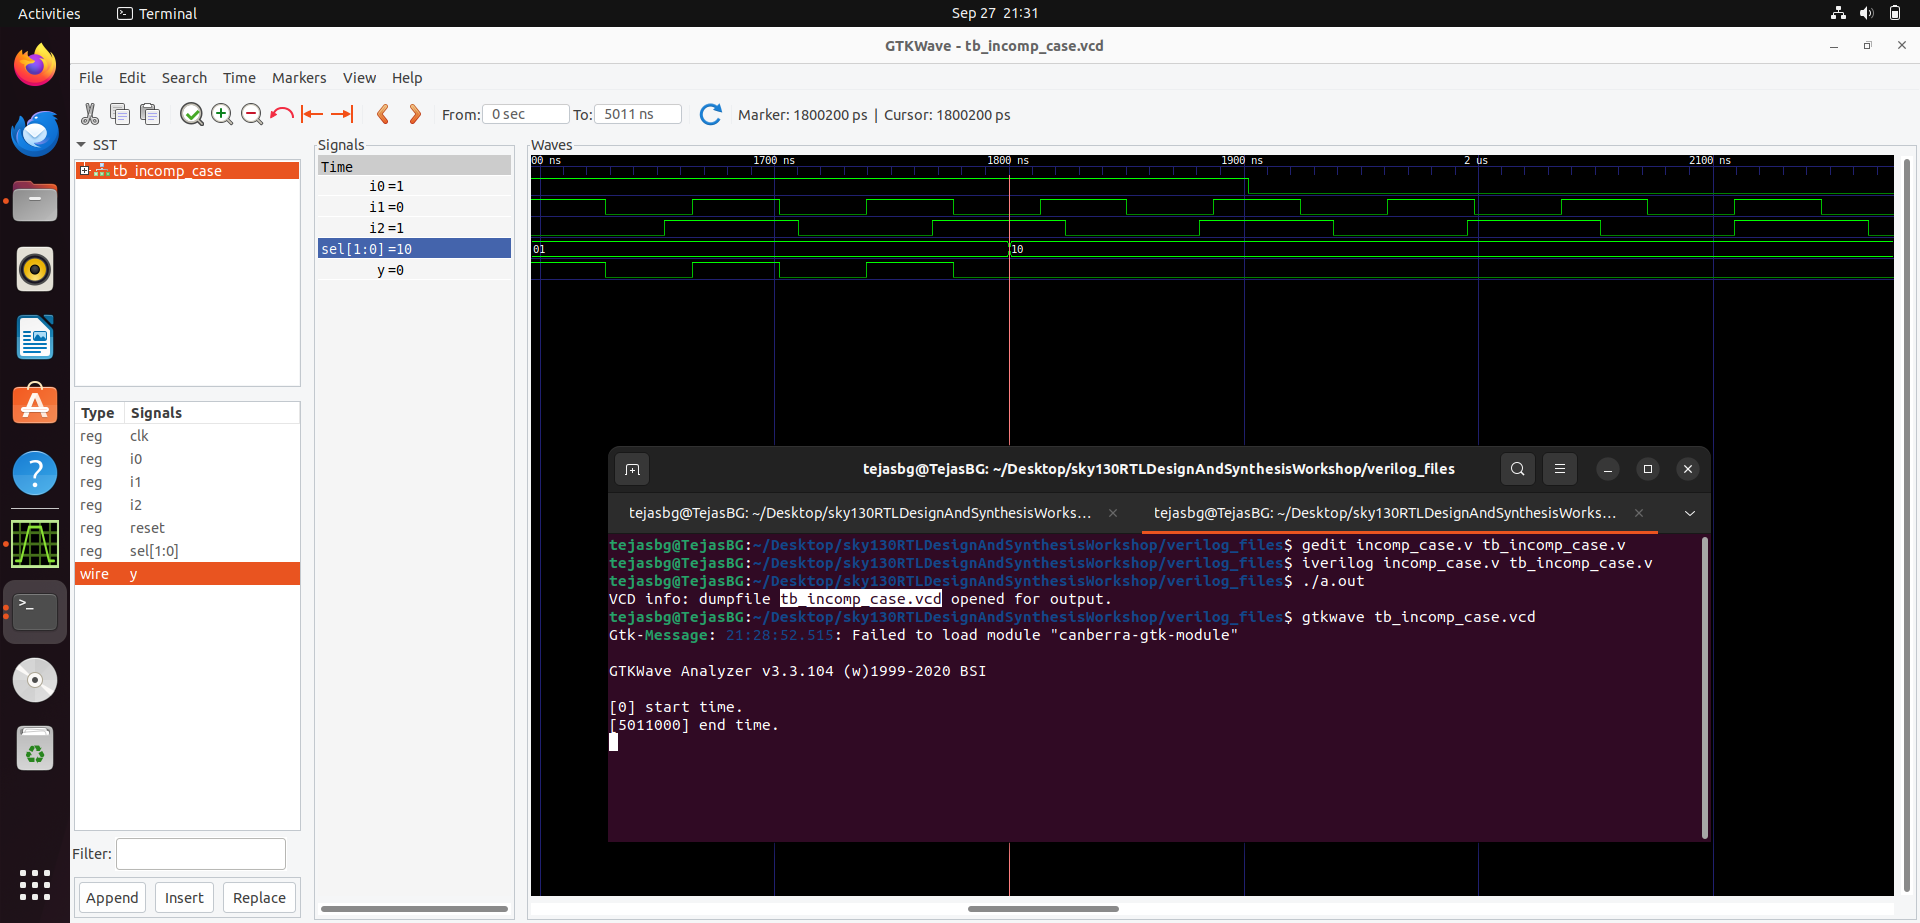 Activities Terminal Sep 27 21:31
GTKWave - tb_incomp_case.vcd
File Edit Search Time Markers View Help
From: 0 sec To: 5011 ns Marker: 1800200 ps | Cursor: 1800200 ps
SST
tb_incomp_case
Type Signals
reg clk
reg i0
reg i1
reg i2
reg reset
reg sel[1:0]
wire y
Filter:
Append Insert Replace
Signals
Time
i0=1
i1=0
i2=1
sel[1:0]=10
y=0
Waves
00 ns 1700 ns 1800 ns 1900 ns 2 us 2100 ns
01 10
tejasbg@TejasBG: ~/Desktop/sky130RTLDesignAndSynthesisWorkshop/verilog_files
tejasbg@TejasBG: ~/Desktop/sky130RTLDesignAndSynthesisWorks... tejasbg@TejasBG: ~/Desktop/sky130RTLDesignAndSynthesisWorks...
tejasbg@TejasBG:~/Desktop/sky130RTLDesignAndSynthesisWorkshop/verilog_files$ gedit incomp_case.v tb_incomp_case.v
tejasbg@TejasBG:~/Desktop/sky130RTLDesignAndSynthesisWorkshop/verilog_files$ iverilog incomp_case.v tb_incomp_case.v
tejasbg@TejasBG:~/Desktop/sky130RTLDesignAndSynthesisWorkshop/verilog_files$ ./a.out
VCD info: dumpfile tb_incomp_case.vcd opened for output.
tejasbg@TejasBG:~/Desktop/sky130RTLDesignAndSynthesisWorkshop/verilog_files$ gtkwave tb_incomp_case.vcd
Gtk-Message: 21:28:52.515: Failed to load module "canberra-gtk-module"
GTKWave Analyzer v3.3.104 (w)1999-2020 BSI
[0] start time.
[5011000] end time.